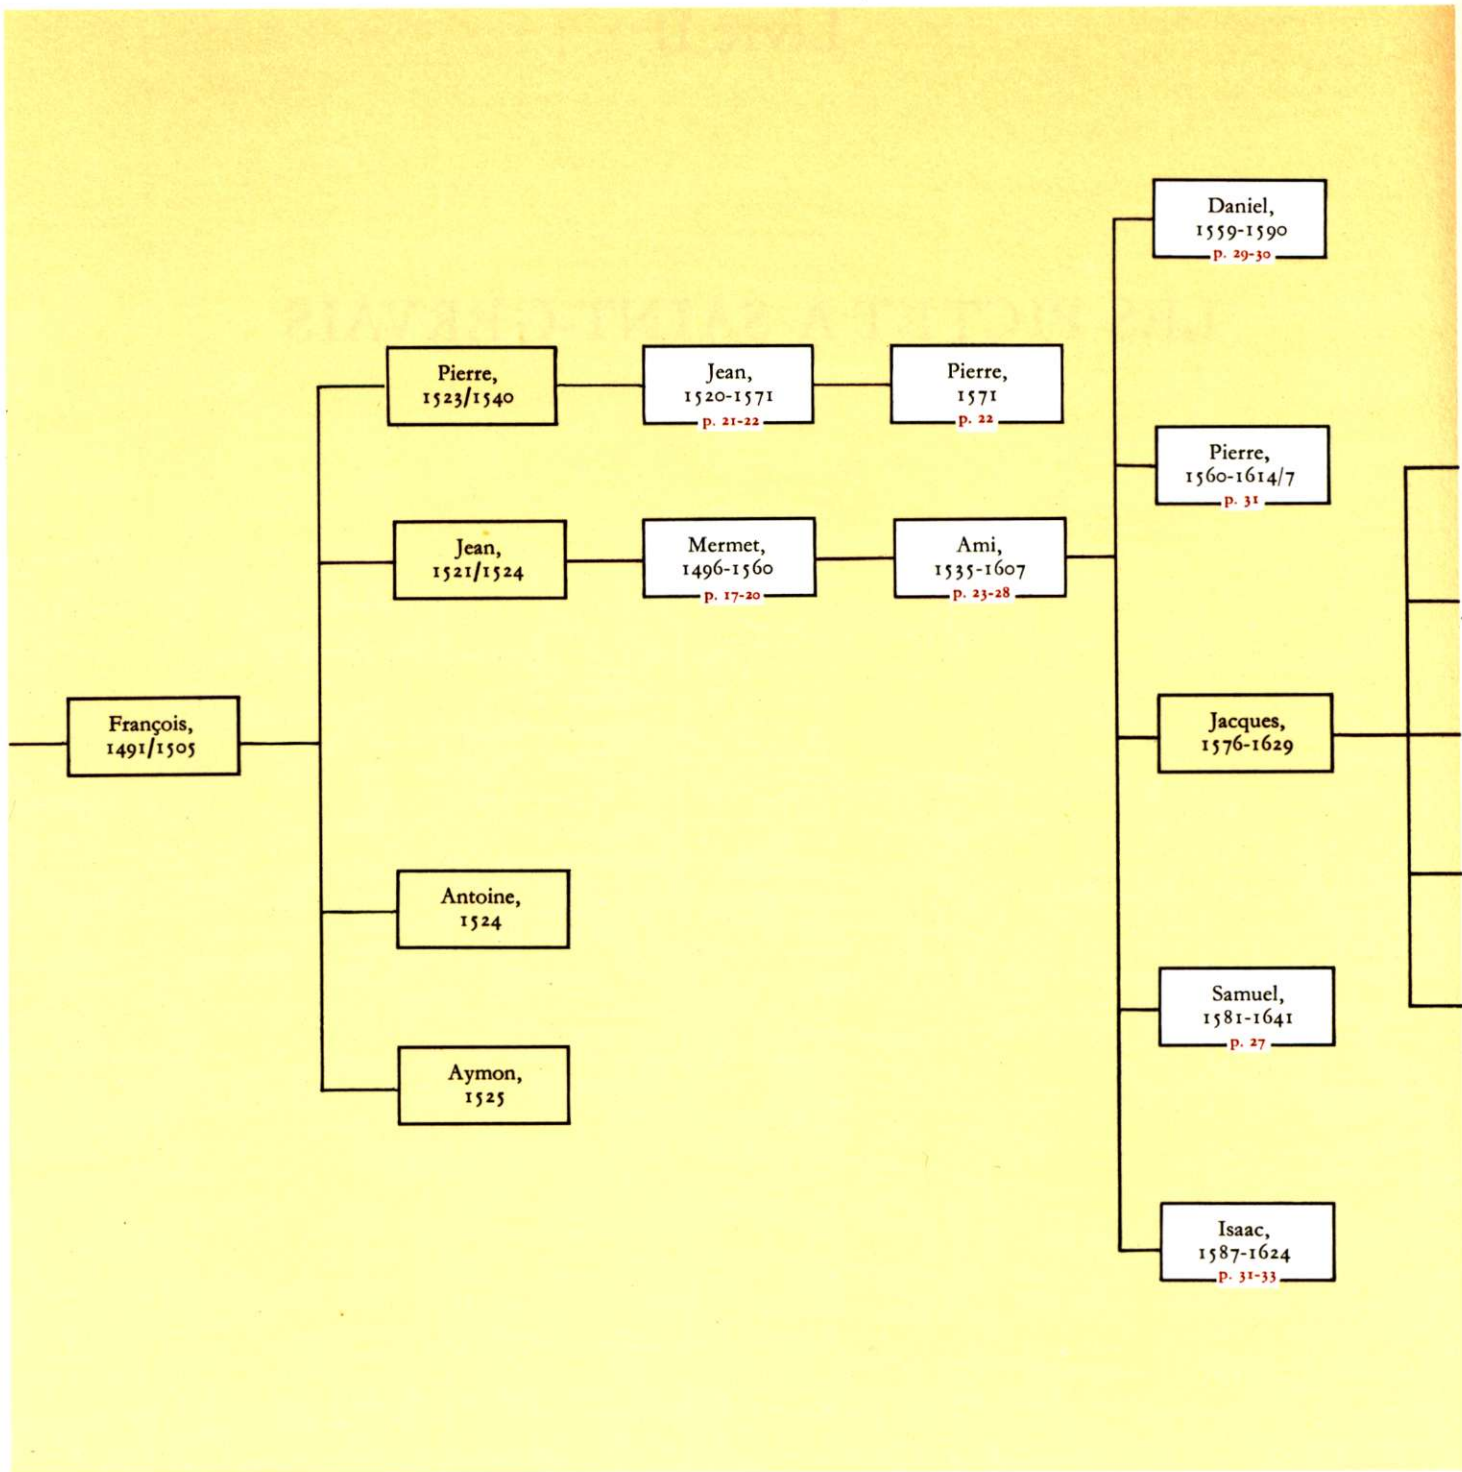 Daniel,
1559-1590
p. 29-30
Pierre,
1523/1540
Jean,
1520-1571
p. 21-22
Pierre,
1571
p. 22
Pierre,
1560-1614/7
p. 31
Jean,
1521/1524
Mermet,
1496-1560
p. 17-20
Ami,
1535-1607
p. 23-28
François,
1491/1505
Jacques,
1576-1629
Antoine,
1524
Samuel,
1581-1641
p. 27
Aymon,
1525
Isaac,
1587-1624
p. 31-33